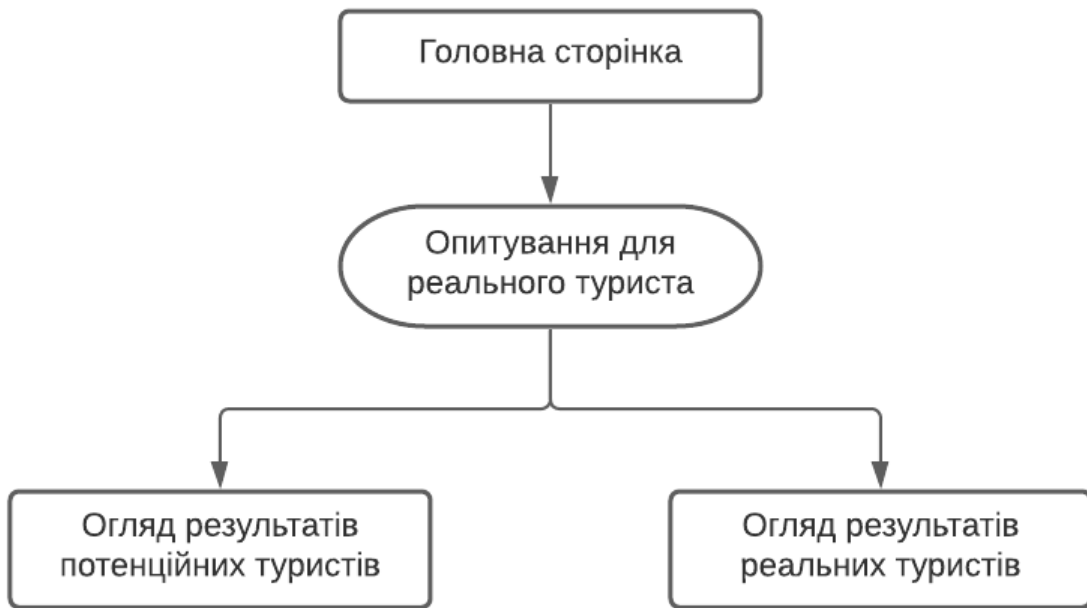 Головна сторінка
Опитування для
реального туриста
Огляд результатів
потенційних туристів
Огляд результатів
реальних туристів